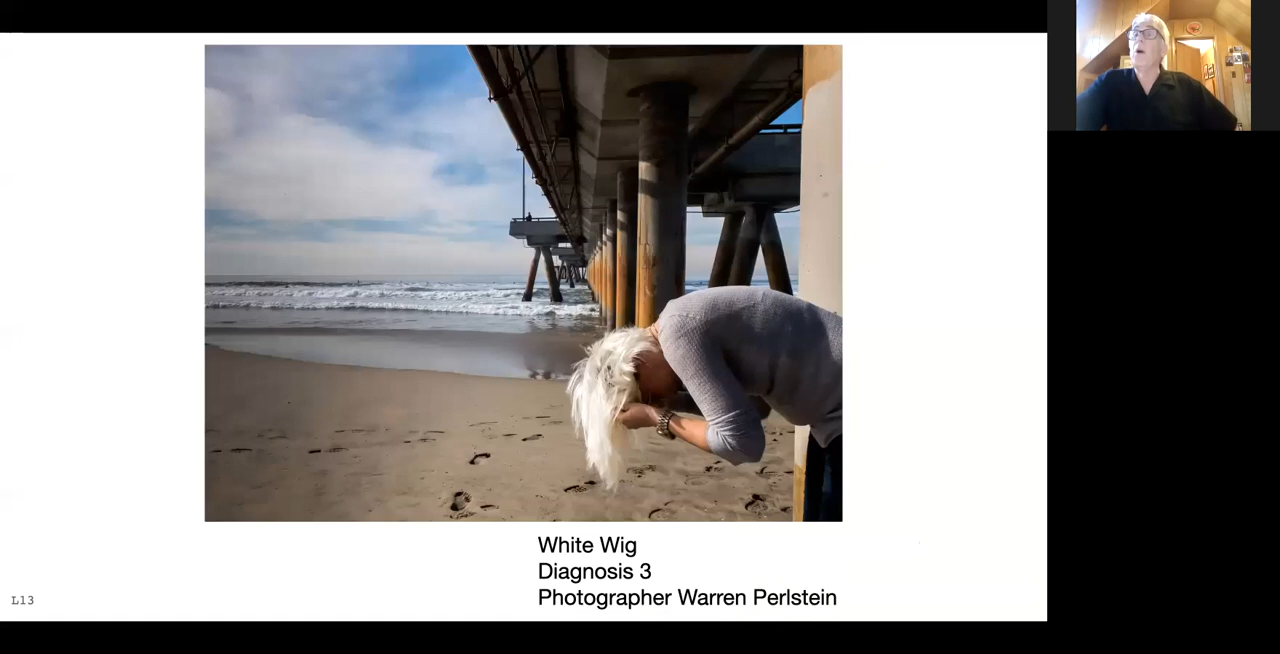 White Wig
Diagnosis 3
Photographer Warren Perlstein
L13